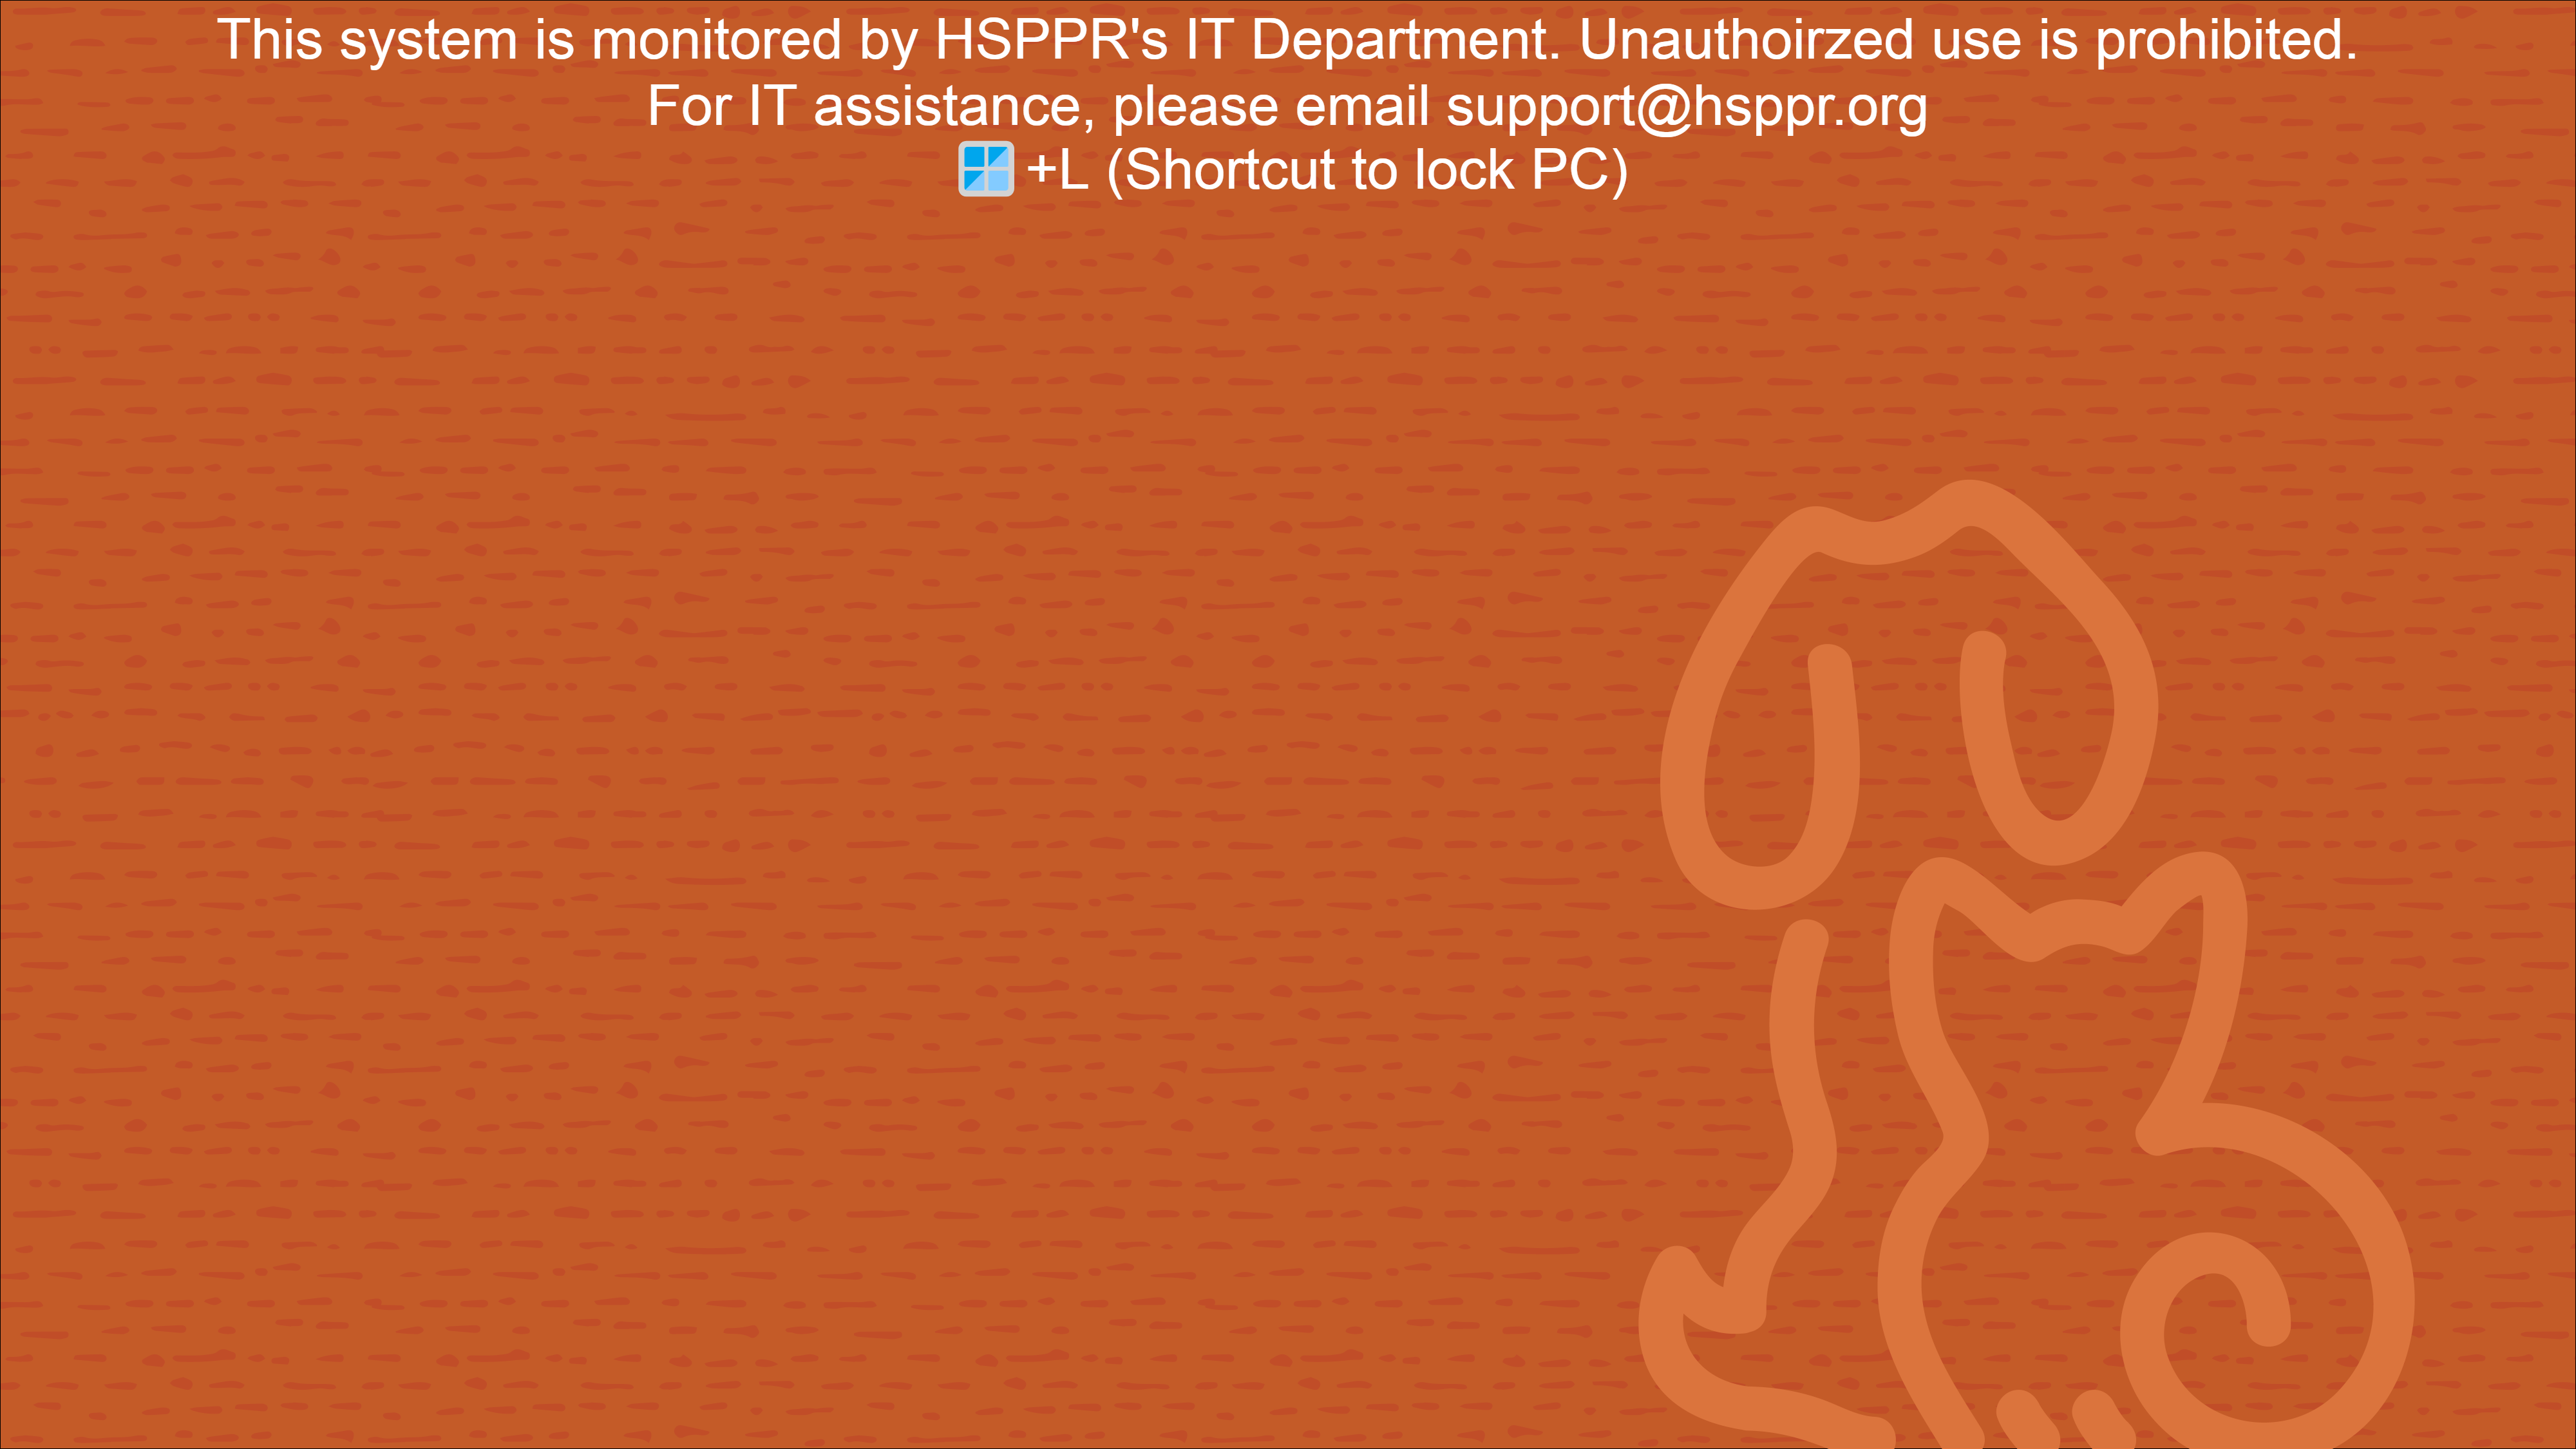 This system is monitored by HSPPR's IT Department. Unauthoirzed use is prohibited.
For IT assistance, please email support@hsppr.org
+L (Shortcut to lock PC)